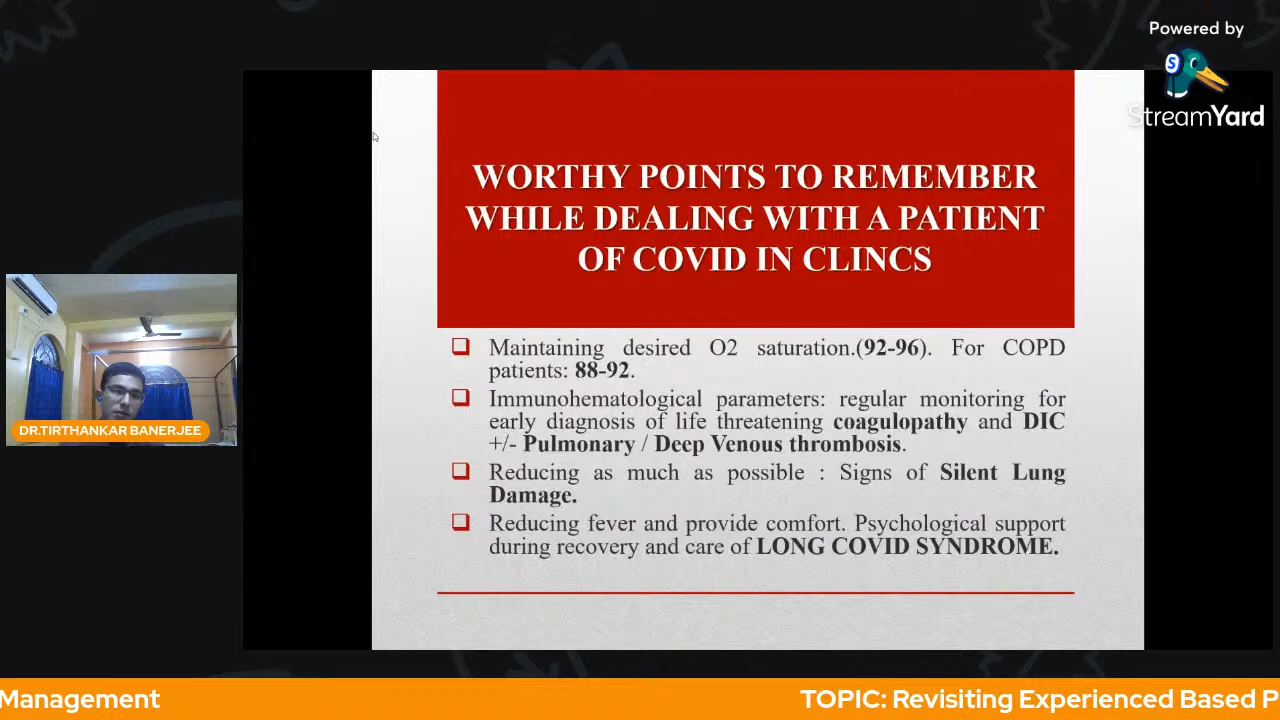 Powered by
StreamYard
WORTHY POINTS TO REMEMBER
WHILE DEALING WITH A PATIENT
OF COVID IN CLINCS
❑ Maintaining desired O2 saturation.(92-96). For COPD
patients: 88-92.
❑ Immunohematological parameters: regular monitoring for
early diagnosis of life threatening coagulopathy and DIC
+/- Pulmonary / Deep Venous thrombosis.
❑ Reducing as much as possible : Signs of Silent Lung
Damage.
❑ Reducing fever and provide comfort. Psychological support
during recovery and care of LONG COVID SYNDROME.
DR.TIRTHANKAR BANERJEE
Management
TOPIC: Revisiting Experienced Based P